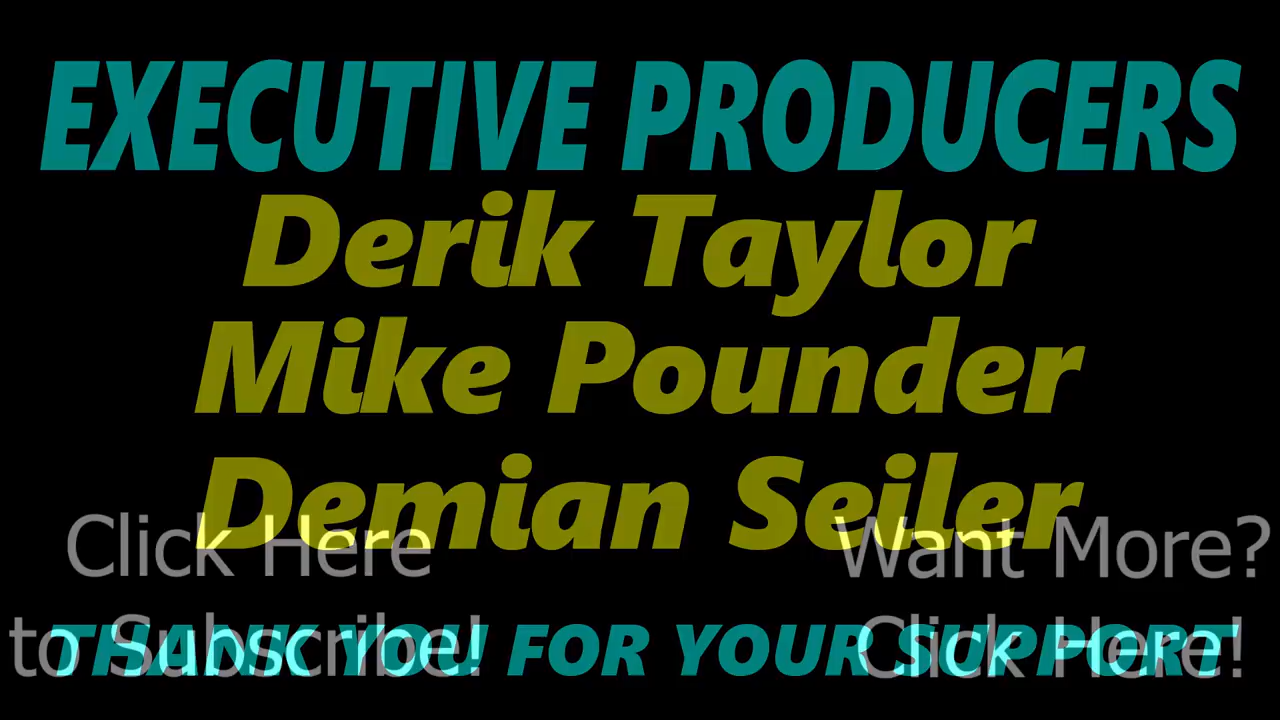 EXECUTIVE PRODUCERS
Derik Taylor
Mike Pounder
Demian Seiler
Click Here
to Subscribe!
Want More?
Click Here!
THANK YOU! FOR YOUR SUPPORT